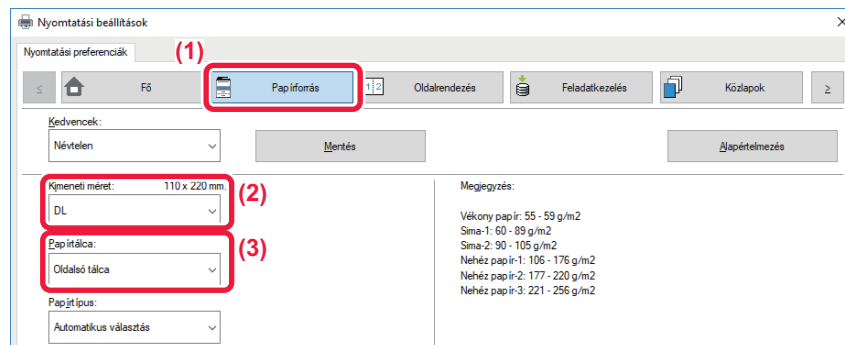 Nyomtatási beállítások
Nyomtatási preferenciák
(1)
Fő
Papírforrás
1 2 Oldalrendezés
Feladatkezelés
Közlapok
Kedvencek:
Névtelen
Mentés
Alapértelmezés
Kimeneti méret: 110 x 220 mm.
(2)
DL
Papírtálca:
(3)
Oldalsó tálca
Papírtípus:
Automatikus választás
Megjegyzés:
Vékony papír: 55 - 59 g/m2
Sima-1: 60 - 89 g/m2
Sima-2: 90 - 105 g/m2
Nehéz papír-1: 106 - 176 g/m2
Nehéz papír-2: 177 - 220 g/m2
Nehéz papír-3: 221 - 256 g/m2